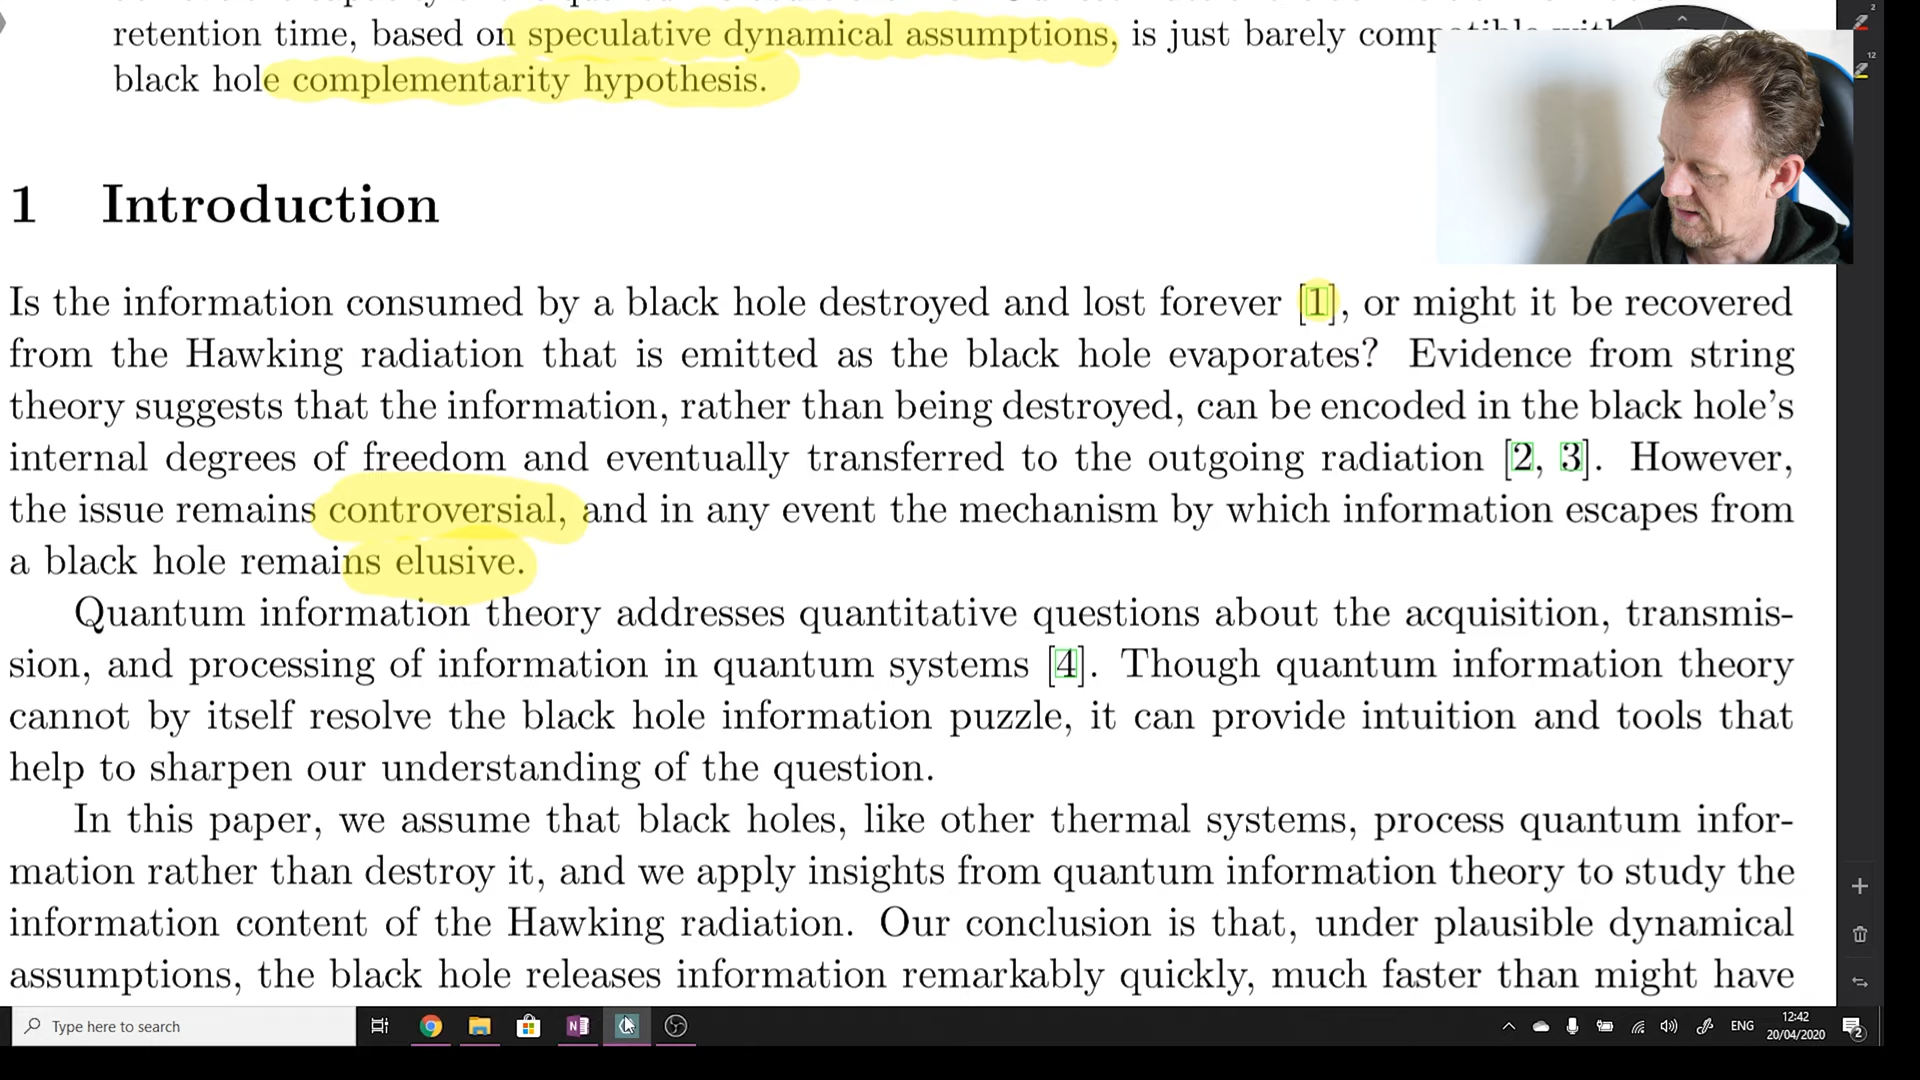 retention time, based on speculative dynamical assumptions, is just barely
black hole complementarity hypothesis.
1 Introduction
Is the information consumed by a black hole destroyed and lost forever [1], or might it be recovered
from the Hawking radiation that is emitted as the black hole evaporates? Evidence from string
theory suggests that the information, rather than being destroyed, can be encoded in the black hole's
internal degrees of freedom and eventually transferred to the outgoing radiation [2, 3]. However,
the issue remains controversial, and in any event the mechanism by which information escapes from
a black hole remains elusive.
Quantum information theory addresses quantitative questions about the acquisition, transmis-
sion, and processing of information in quantum systems [4]. Though quantum information theory
cannot by itself resolve the black hole information puzzle, it can provide intuition and tools that
help to sharpen our understanding of the question.
In this paper, we assume that black holes, like other thermal systems, process quantum infor-
mation rather than destroy it, and we apply insights from quantum information theory to study the
information content of the Hawking radiation. Our conclusion is that, under plausible dynamical
assumptions, the black hole releases information remarkably quickly, much faster than might have
2
12
Type here to search
N
ENG
12:42
20/04/2020
2